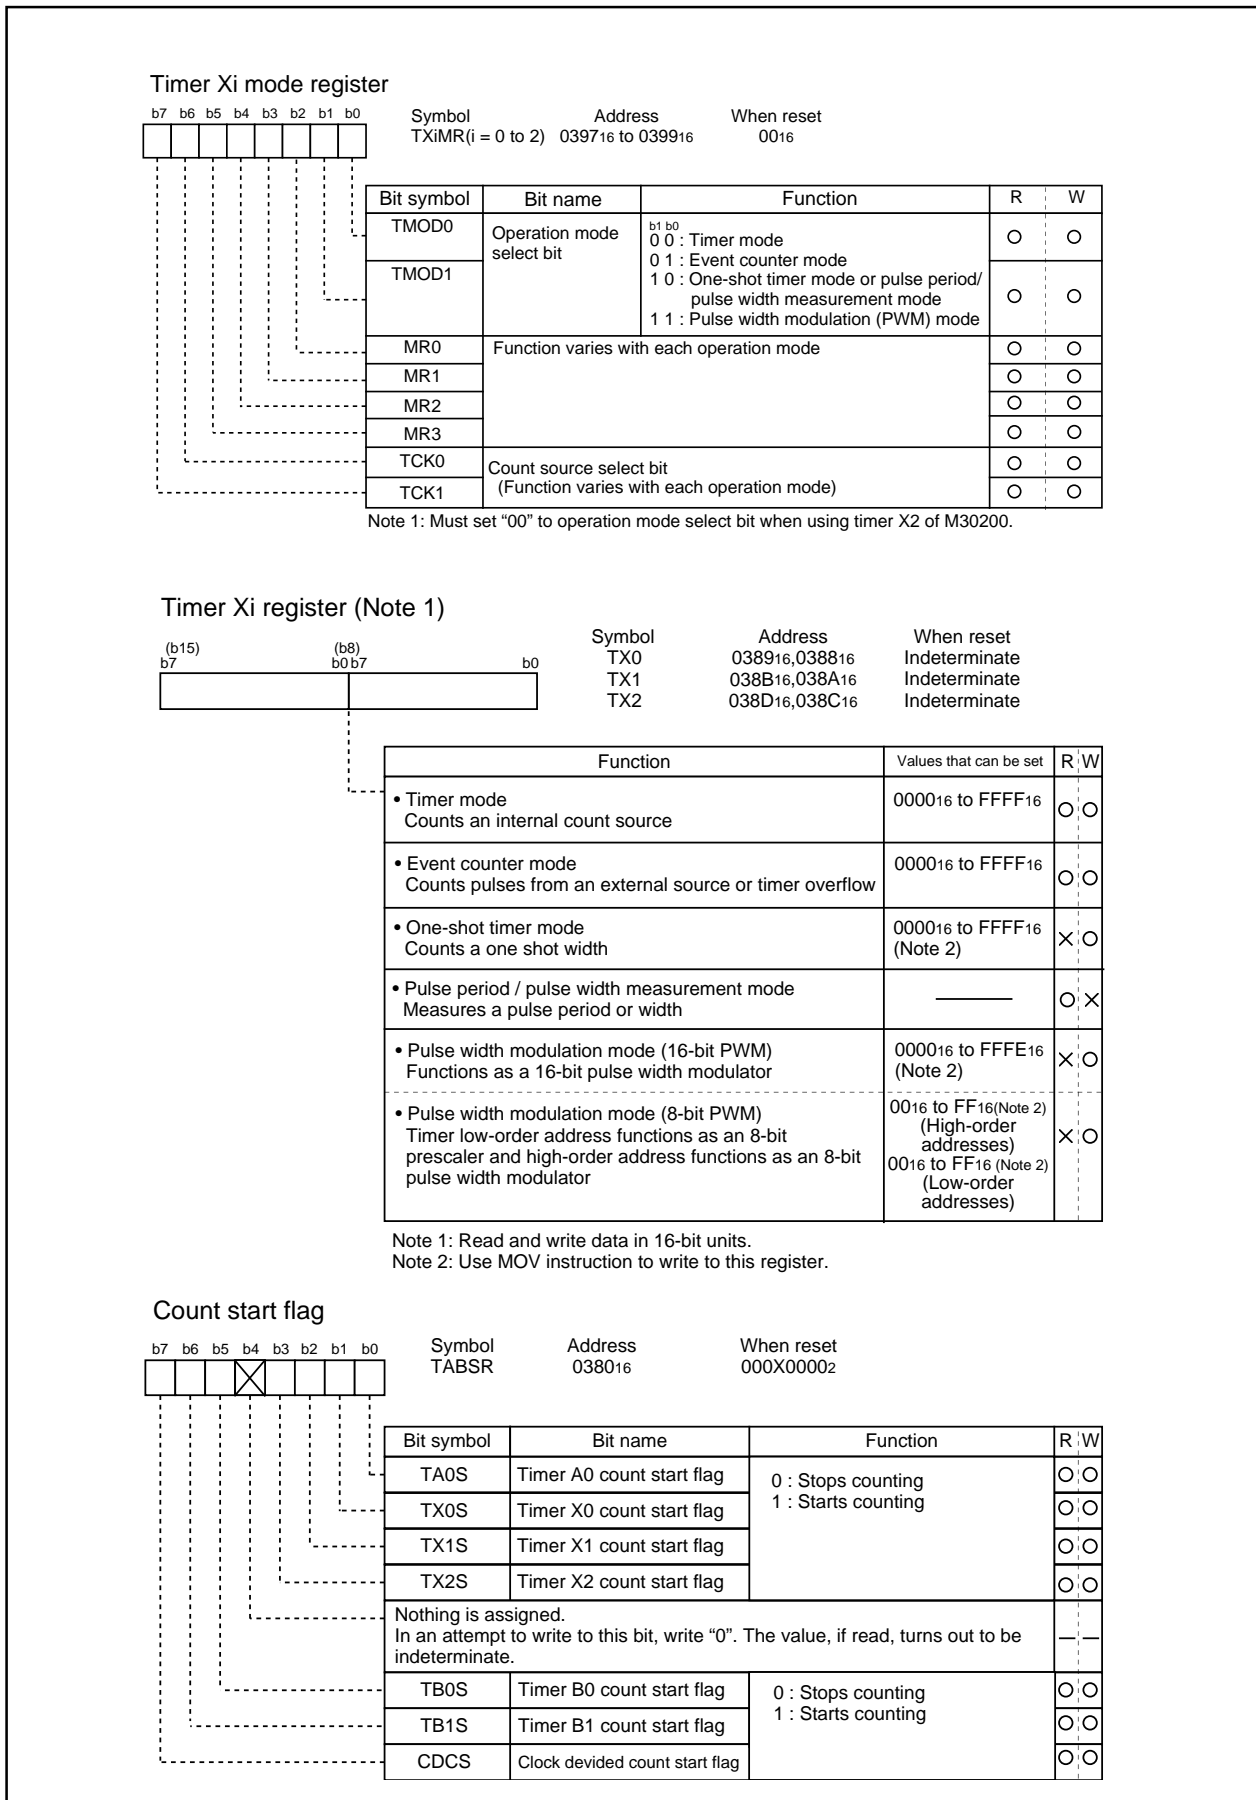 Timer Xi mode register
b7 b6 b5 b4 b3 b2 b1 b0
Symbol Address When reset
TXiMR(i = 0 to 2) 039716 to 039916 0016
Bit symbol Bit name Function R W
TMOD0 Operation mode select bit
b1 b0
0 0 : Timer mode
0 1 : Event counter mode
TMOD1 1 0 : One-shot timer mode or pulse period/
pulse width measurement mode
1 1 : Pulse width modulation (PWM) mode
MR0 Function varies with each operation mode
MR1
MR2
MR3
TCK0 Count source select bit
TCK1 (Function varies with each operation mode)
Note 1: Must set “00” to operation mode select bit when using timer X2 of M30200.
Timer Xi register (Note 1)
(b15) (b8)
b7 b0 b7 b0
Symbol Address When reset
TX0 038916,038816 Indeterminate
TX1 038B16,038A16 Indeterminate
TX2 038D16,038C16 Indeterminate
Function Values that can be set R W
• Timer mode 000016 to FFFF16
Counts an internal count source
• Event counter mode 000016 to FFFF16
Counts pulses from an external source or timer overflow
• One-shot timer mode 000016 to FFFF16
Counts a one shot width (Note 2)
• Pulse period / pulse width measurement mode
Measures a pulse period or width
• Pulse width modulation mode (16-bit PWM) 000016 to FFFE16
Functions as a 16-bit pulse width modulator (Note 2)
• Pulse width modulation mode (8-bit PWM)
Timer low-order address functions as an 8-bit
prescaler and high-order address functions as an 8-bit
pulse width modulator
0016 to FF16(Note 2)
(High-order
addresses)
0016 to FF16 (Note 2)
(Low-order
addresses)
Note 1: Read and write data in 16-bit units.
Note 2: Use MOV instruction to write to this register.
Count start flag
b7 b6 b5 b4 b3 b2 b1 b0
Symbol Address When reset
TABSR 038016 000X00002
Bit symbol Bit name Function R W
TA0S Timer A0 count start flag 0 : Stops counting
TX0S Timer X0 count start flag 1 : Starts counting
TX1S Timer X1 count start flag
TX2S Timer X2 count start flag
Nothing is assigned.
In an attempt to write to this bit, write “0”. The value, if read, turns out to be
indeterminate.
TB0S Timer B0 count start flag 0 : Stops counting
TB1S Timer B1 count start flag 1 : Starts counting
CDCS Clock devided count start flag